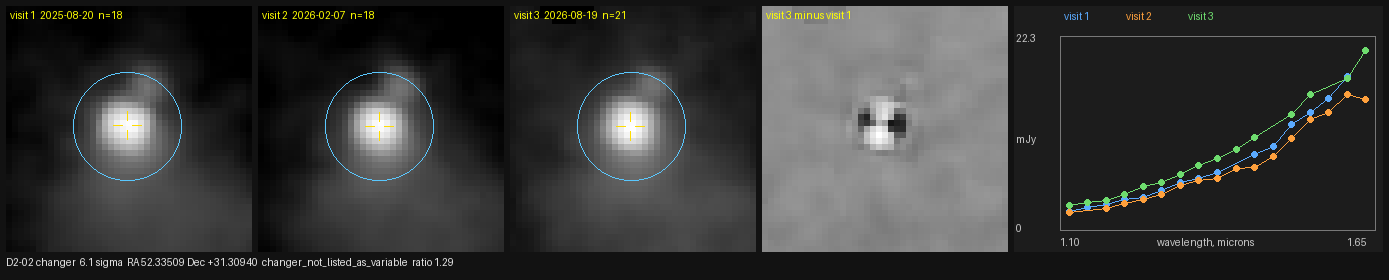 visit 1 2025-08-20 n=18
visit 2 2026-02-07 n=18
visit 3 2026-08-19 n=21
visit 3 minus visit 1
visit 1 visit 2 visit 3
22.3
mJy
0
1.10 wavelength, microns 1.65
D2-02 changer 6.1 sigma RA 52.33509 Dec +31.30940 changer_not_listed_as_variable ratio 1.29